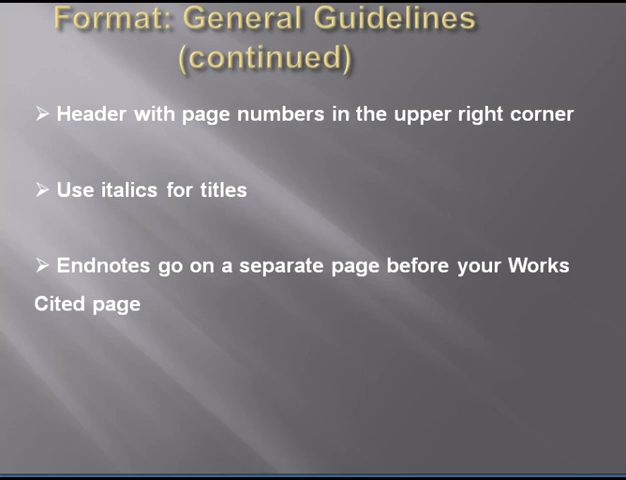 Format: General Guidelines
(continued)
➢ Header with page numbers in the upper right corner
➢ Use italics for titles
➢ Endnotes go on a separate page before your Works
Cited page